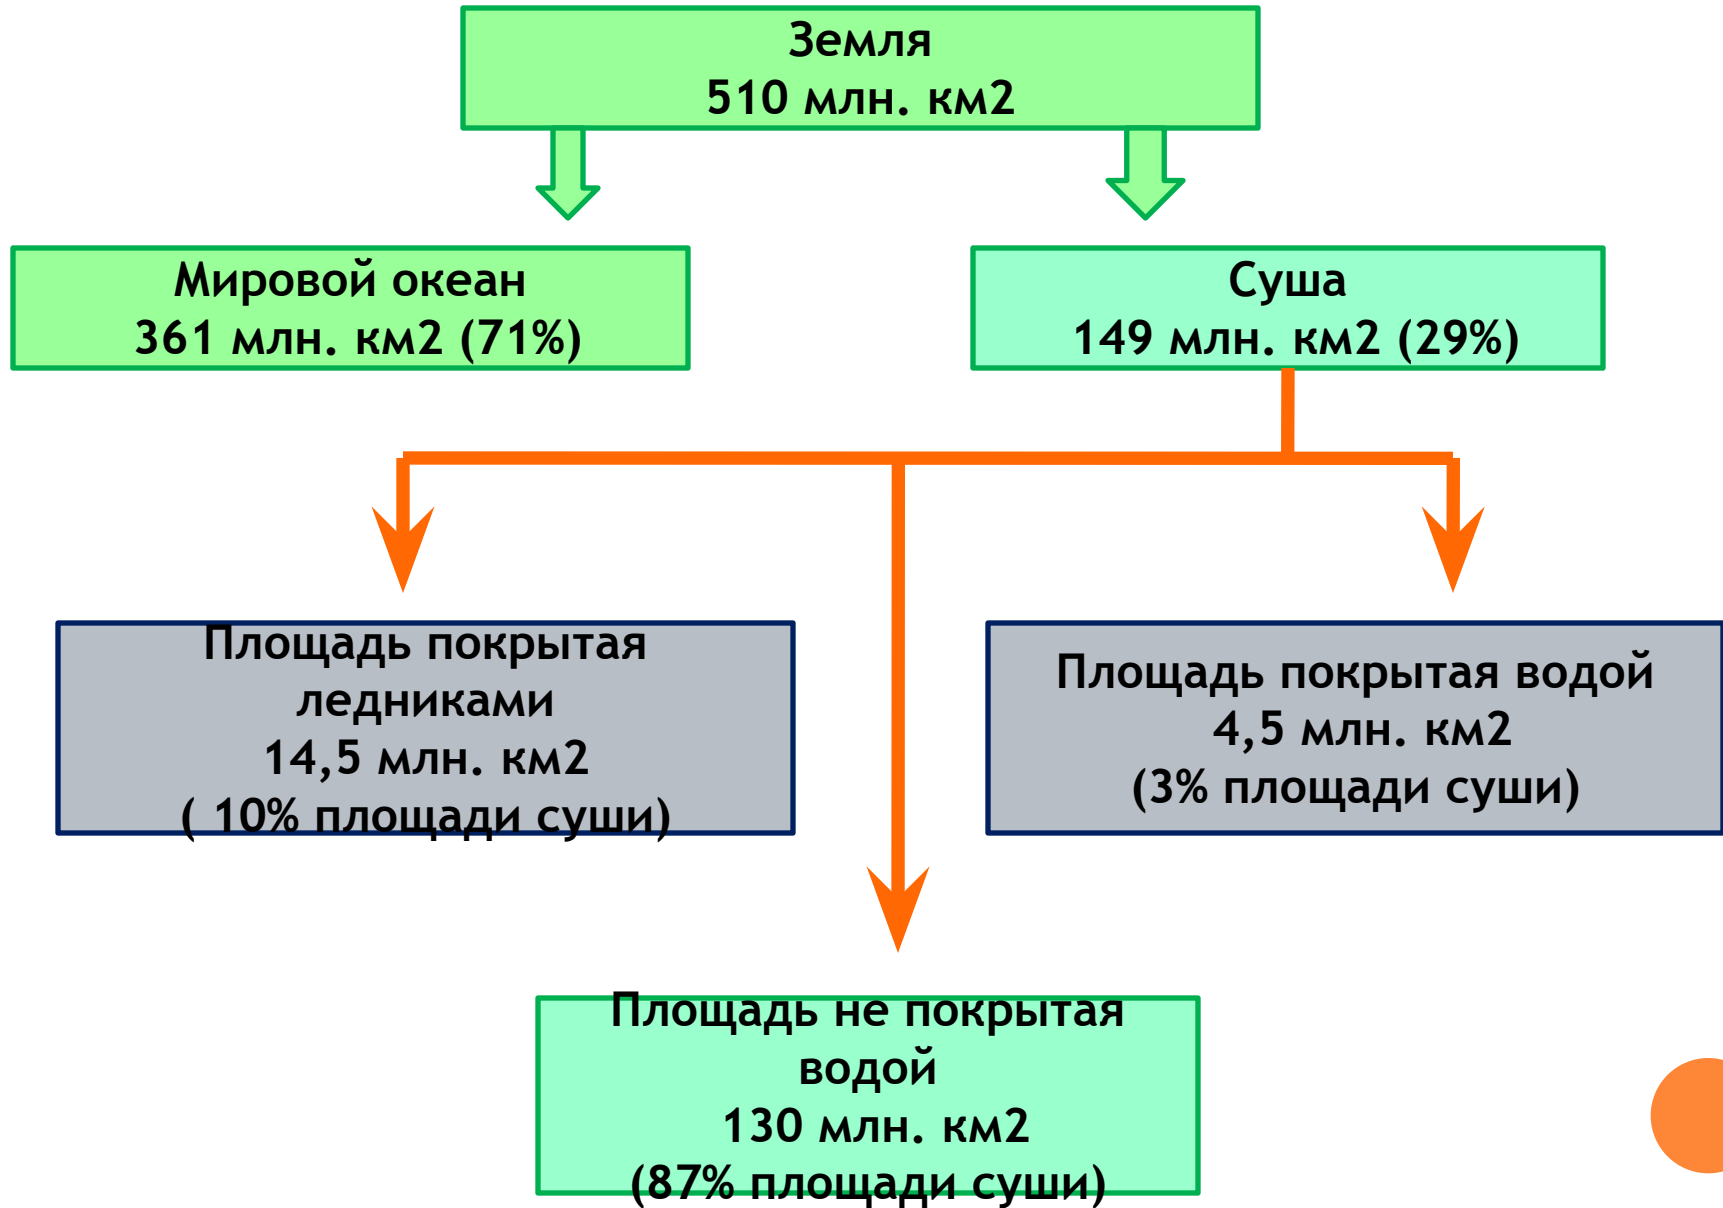 Земля
510 млн. км2
Мировой океан
361 млн. км2 (71%)
Суша
149 млн. км2 (29%)
Площадь покрытая
ледниками
14,5 млн. км2
( 10% площади суши)
Площадь покрытая водой
4,5 млн. км2
(3% площади суши)
Площадь не покрытая
водой
130 млн. км2
(87% площади суши)